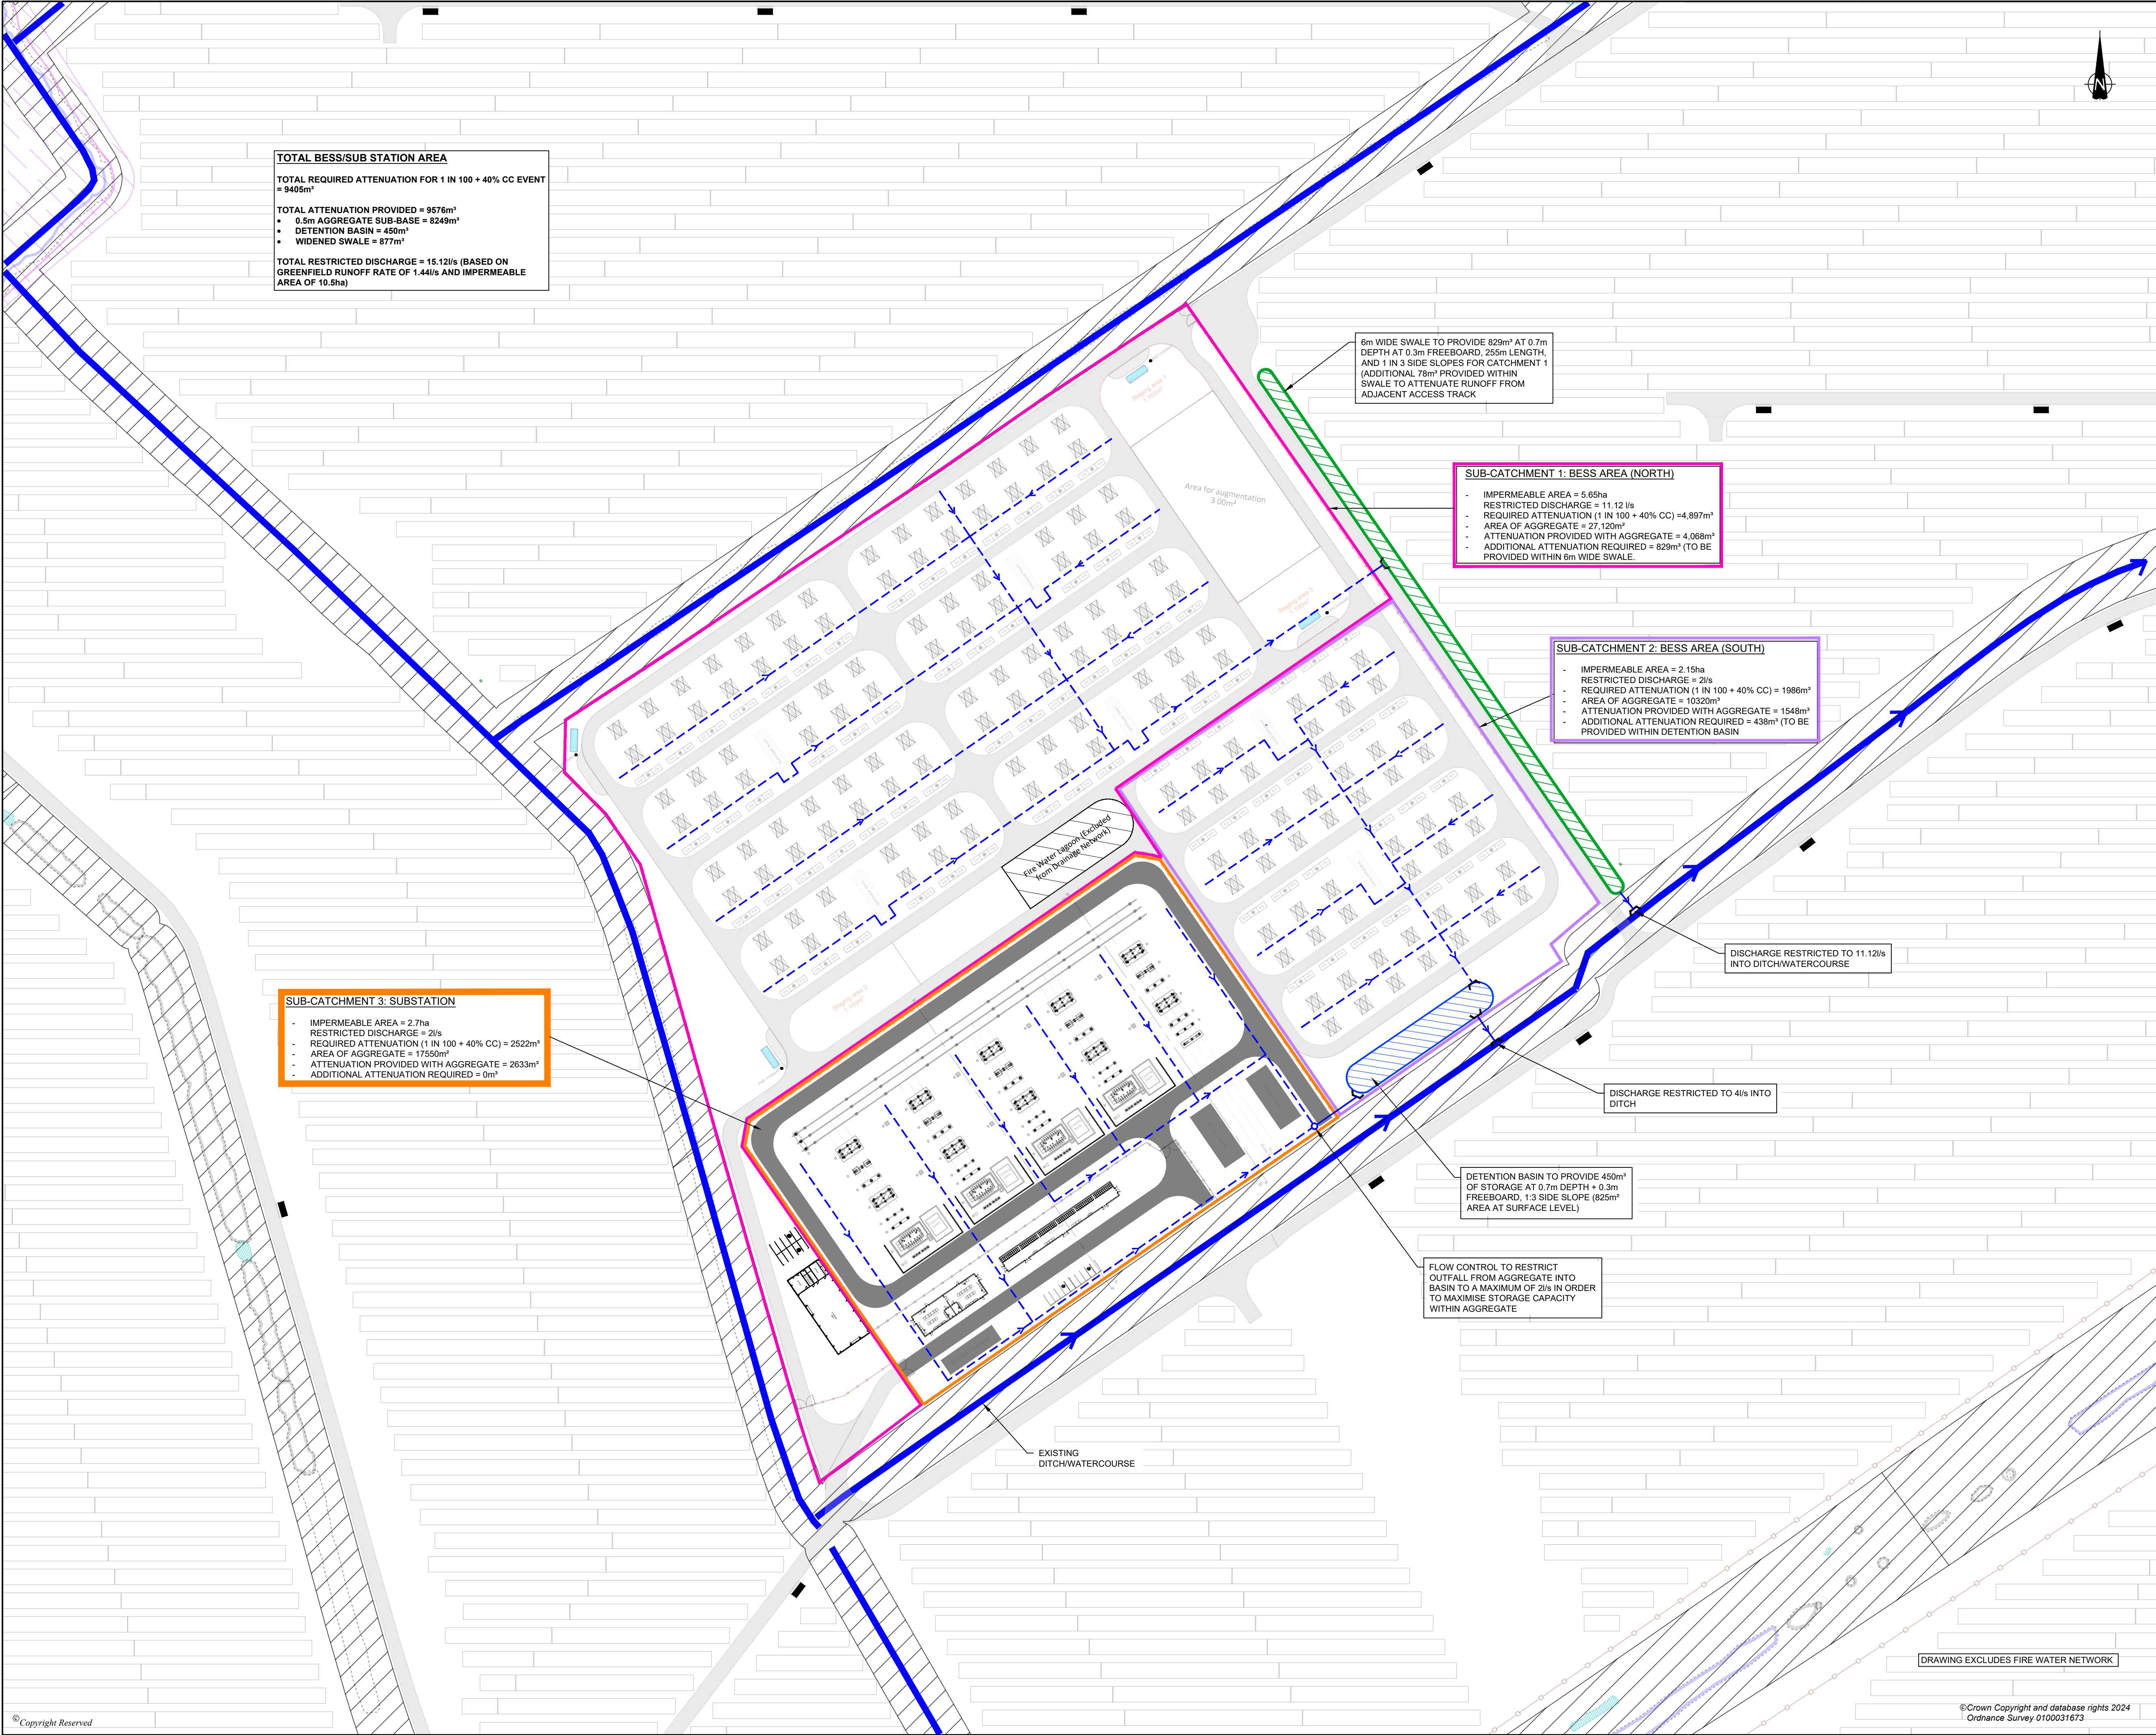 TOTAL BESS/SUB STATION AREA
TOTAL REQUIRED ATTENUATION FOR 1 IN 100 + 40% CC EVENT
= 9405m³
TOTAL ATTENUATION PROVIDED = 9576m³
• 0.5m AGGREGATE SUB-BASE = 8249m³
• DETENTION BASIN = 450m³
• WIDENED SWALE = 877m³
TOTAL RESTRICTED DISCHARGE = 15.12l/s (BASED ON
GREENFIELD RUNOFF RATE OF 1.44l/s AND IMPERMEABLE
AREA OF 10.5ha)
N
6m WIDE SWALE TO PROVIDE 829m³ AT 0.7m
DEPTH AT 0.3m FREEBOARD, 255m LENGTH,
AND 1 IN 3 SIDE SLOPES FOR CATCHMENT 1
(ADDITIONAL 78m³ PROVIDED WITHIN
SWALE TO ATTENUATE RUNOFF FROM
ADJACENT ACCESS TRACK
Staging area 1
Area for augmentation
3 00m²
SUB-CATCHMENT 1: BESS AREA (NORTH)
- IMPERMEABLE AREA = 5.65ha
RESTRICTED DISCHARGE = 11.12 l/s
- REQUIRED ATTENUATION (1 IN 100 + 40% CC) =4,897m³
- AREA OF AGGREGATE = 27,120m²
- ATTENUATION PROVIDED WITH AGGREGATE = 4,068m³
- ADDITIONAL ATTENUATION REQUIRED = 829m³ (TO BE
PROVIDED WITHIN 6m WIDE SWALE.
Staging area 2
SUB-CATCHMENT 2: BESS AREA (SOUTH)
- IMPERMEABLE AREA = 2.15ha
RESTRICTED DISCHARGE = 2l/s
- REQUIRED ATTENUATION (1 IN 100 + 40% CC) = 1986m³
- AREA OF AGGREGATE = 10320m²
- ATTENUATION PROVIDED WITH AGGREGATE = 1548m³
- ADDITIONAL ATTENUATION REQUIRED = 438m³ (TO BE
PROVIDED WITHIN DETENTION BASIN
Fire Water Lagoon (Excluded
from Drainage Network)
DISCHARGE RESTRICTED TO 11.12l/s
INTO DITCH/WATERCOURSE
Staging area 2
SUB-CATCHMENT 3: SUBSTATION
- IMPERMEABLE AREA = 2.7ha
RESTRICTED DISCHARGE = 2l/s
- REQUIRED ATTENUATION (1 IN 100 + 40% CC) = 2522m³
- AREA OF AGGREGATE = 17550m²
- ATTENUATION PROVIDED WITH AGGREGATE = 2633m³
- ADDITIONAL ATTENUATION REQUIRED = 0m³
DISCHARGE RESTRICTED TO 4l/s INTO
DITCH
DETENTION BASIN TO PROVIDE 450m³
OF STORAGE AT 0.7m DEPTH + 0.3m
FREEBOARD, 1:3 SIDE SLOPE (825m²
AREA AT SURFACE LEVEL)
FLOW CONTROL TO RESTRICT
OUTFALL FROM AGGREGATE INTO
BASIN TO A MAXIMUM OF 2l/s IN ORDER
TO MAXIMISE STORAGE CAPACITY
WITHIN AGGREGATE
EXISTING
DITCH/WATERCOURSE
DRAWING EXCLUDES FIRE WATER NETWORK
©Copyright Reserved
©Crown Copyright and database rights 2024
Ordnance Survey 0100031673